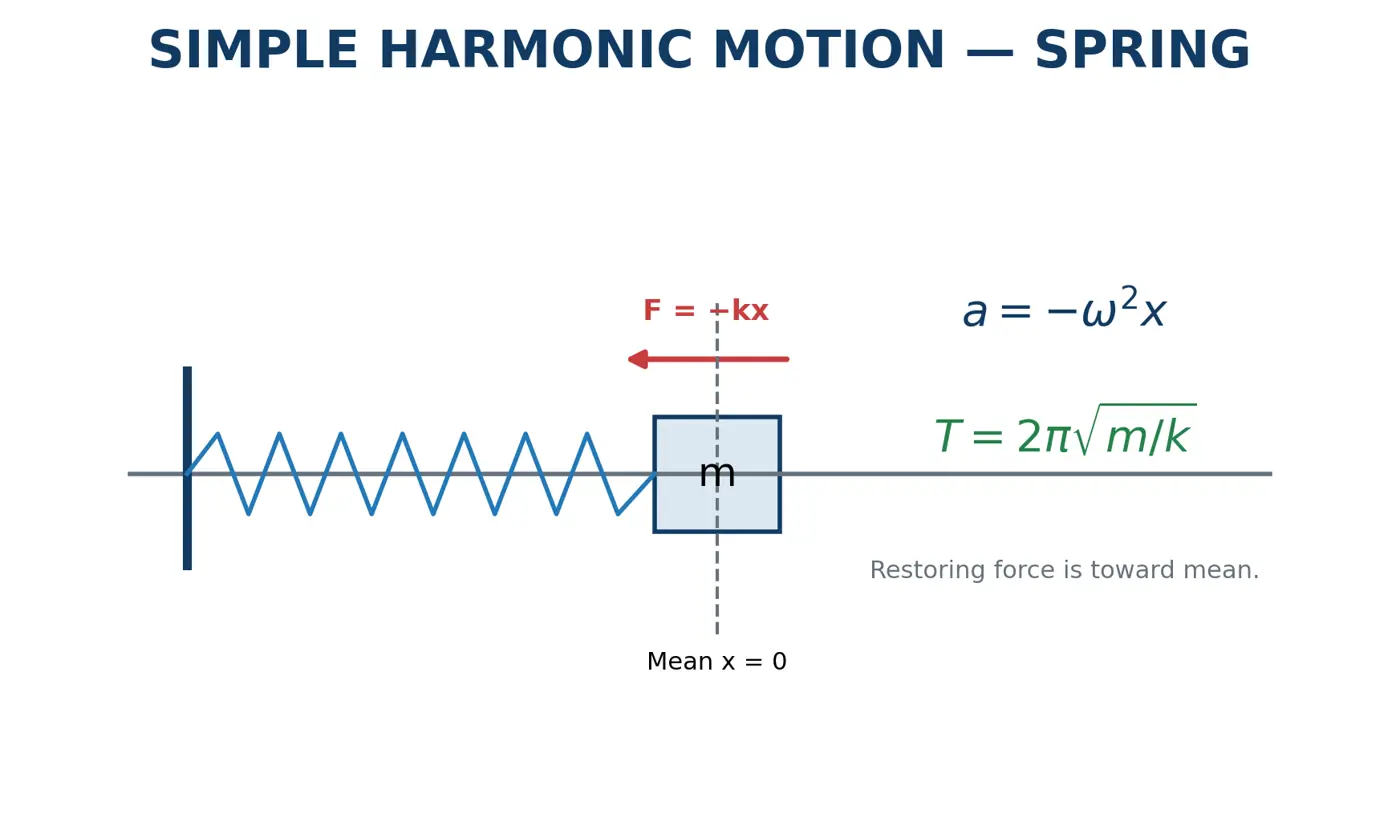 SIMPLE HARMONIC MOTION — SPRING
F = −kx
a = −ω²x
T = 2π√m/k
m
Restoring force is toward mean.
Mean x = 0